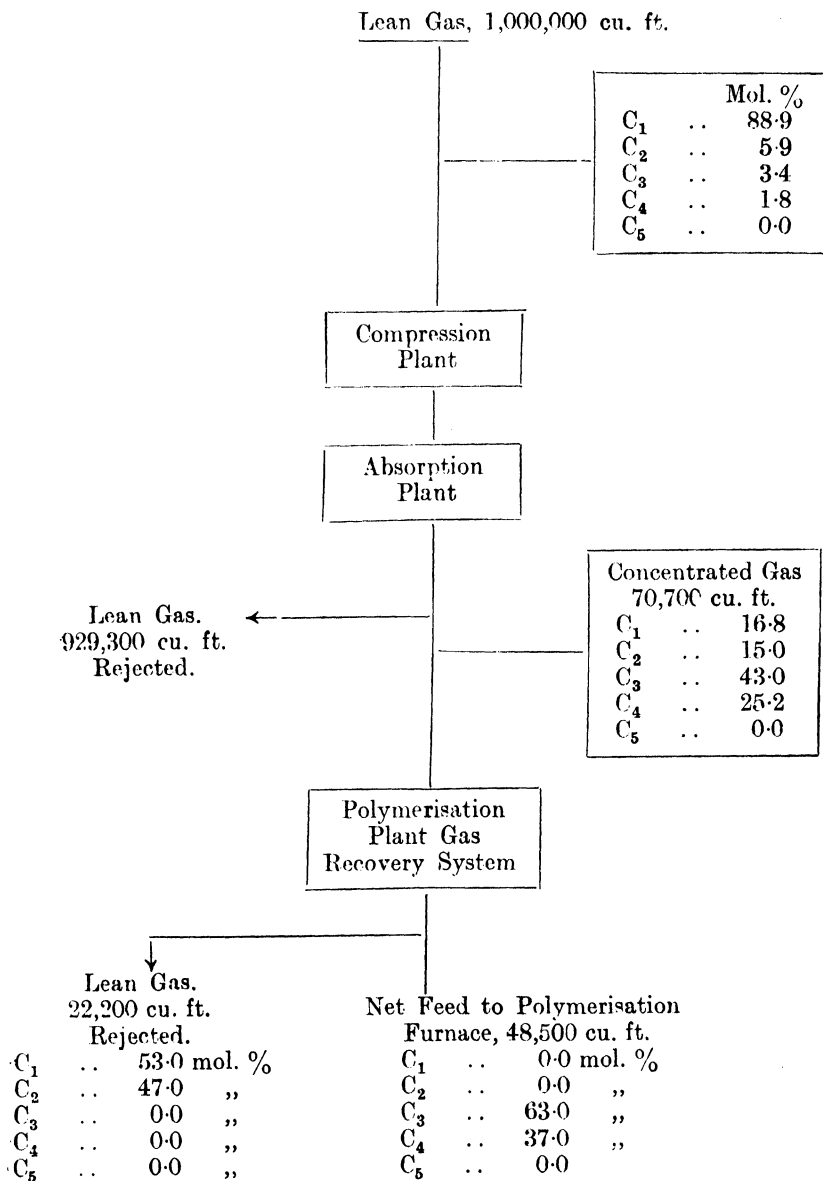 Lean Gas, 1,000,000 cu. ft.
Mol. %
C₁ .. 88·9
C₂ .. 5·9
C₃ .. 3·4
C₄ .. 1·8
C₅ .. 0·0
Compression
Plant
Absorption
Plant
Concentrated Gas
70,700 cu. ft.
C₁ .. 16·8
C₂ .. 15·0
C₃ .. 43·0
C₄ .. 25·2
C₅ .. 0·0
Lean Gas.
929,300 cu. ft.
Rejected.
Polymerisation
Plant Gas
Recovery System
Lean Gas.
22,200 cu. ft.
Rejected.
C₁ .. 53·0 mol. %
C₂ .. 47·0 ,,
C₃ .. 0·0 ,,
C₄ .. 0·0 ,,
C₅ .. 0·0 ,,
Net Feed to Polymerisation
Furnace, 48,500 cu. ft.
C₁ .. 0·0 mol. %
C₂ .. 0·0 ,,
C₃ .. 63·0 ,,
C₄ .. 37·0 ,,
C₅ .. 0·0